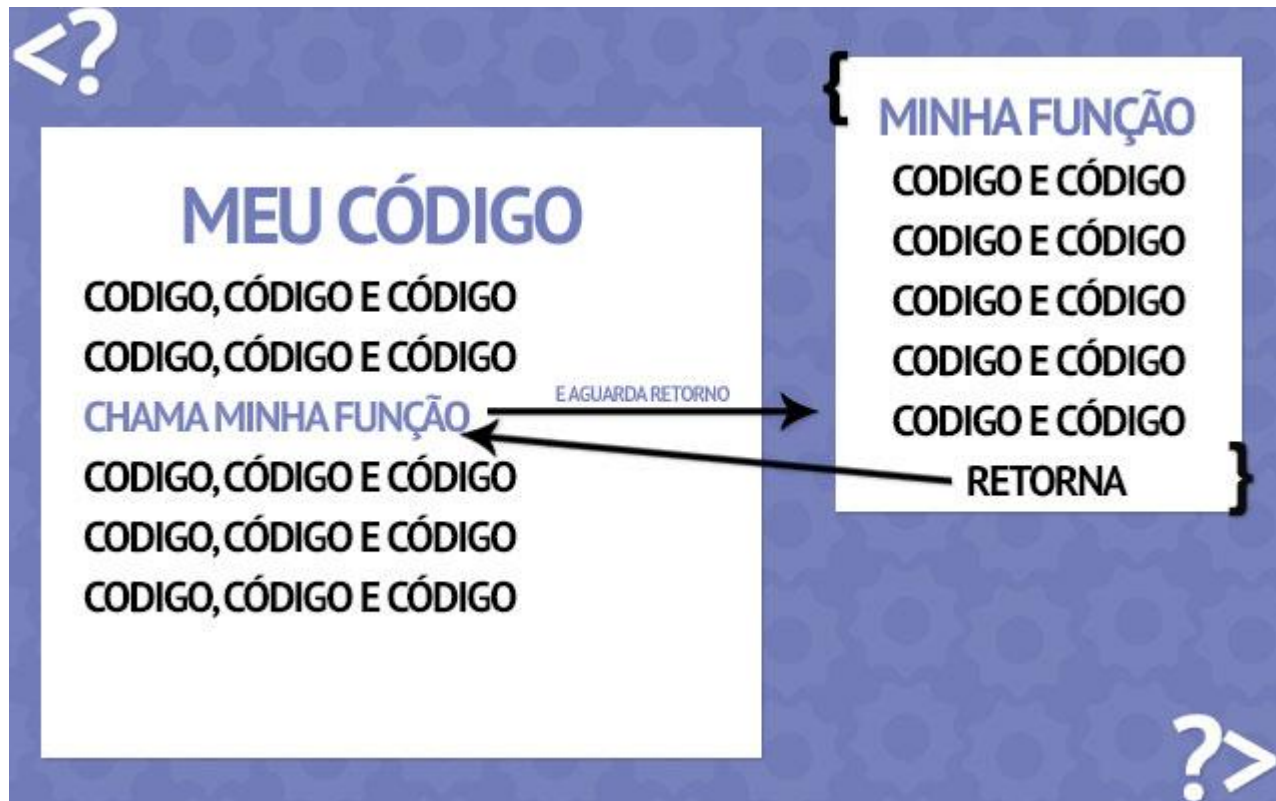 <?
MEU CÓDIGO
CODIGO, CÓDIGO E CÓDIGO
CODIGO, CÓDIGO E CÓDIGO
CHAMA MINHA FUNÇÃO
E AGUARDA RETORNO
CODIGO, CÓDIGO E CÓDIGO
CODIGO, CÓDIGO E CÓDIGO
CODIGO, CÓDIGO E CÓDIGO
{
MINHA FUNÇÃO
CODIGO E CÓDIGO
CODIGO E CÓDIGO
CODIGO E CÓDIGO
CODIGO E CÓDIGO
CODIGO E CÓDIGO
RETORNA
}
?>